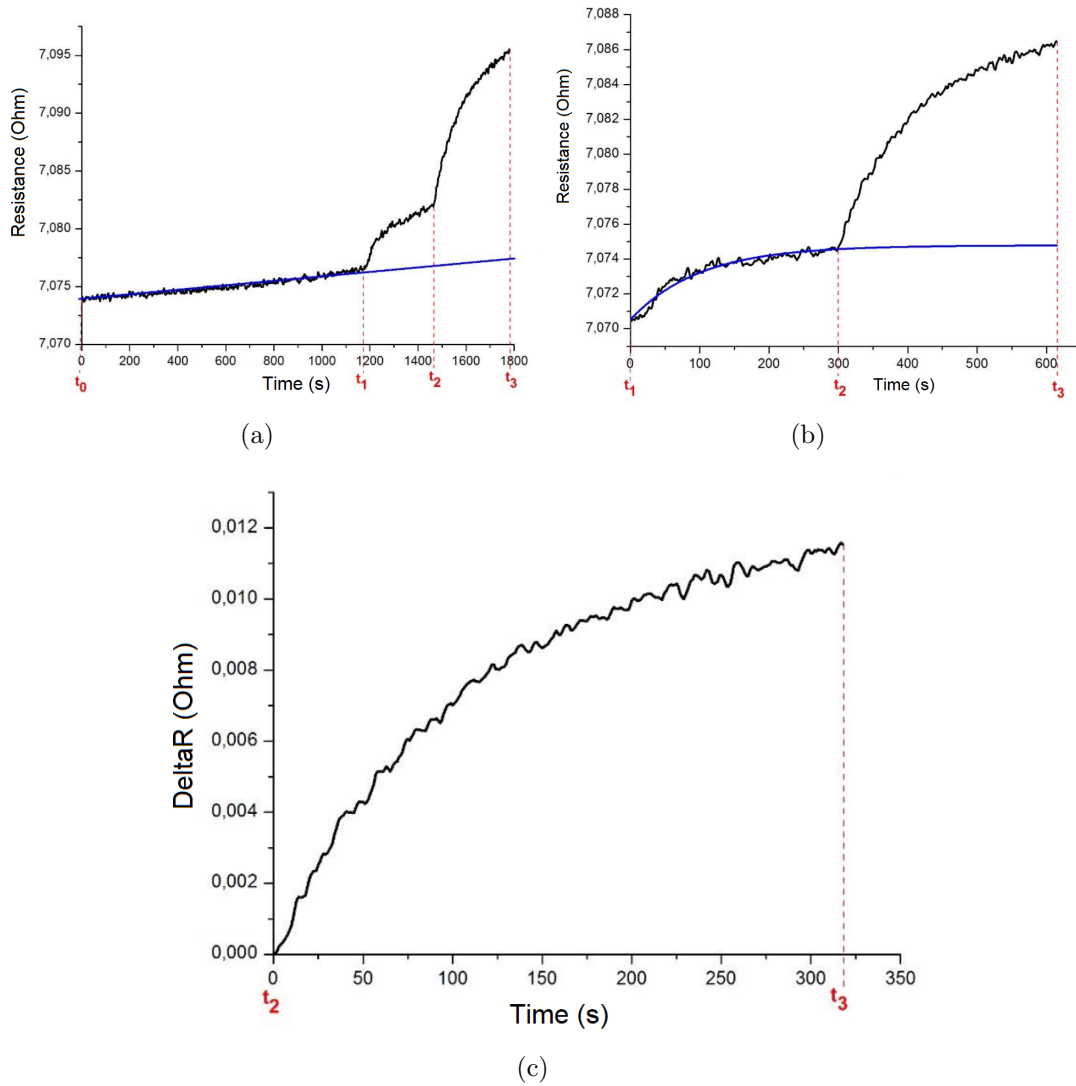 7,095
7,090
7,085
7,080
7,075
7,070
Resistance (Ohm)
0 200 400 600 800 1000 1200 1400 1600 1800
t0 Time (s) t1 t2 t3
(a)
7,088
7,086
7,084
7,082
7,080
7,078
7,076
7,074
7,072
7,070
Resistance (Ohm)
0 100 200 300 400 500 600
t1 t2 Time (s) t3
(b)
0,012
0,010
0,008
0,006
0,004
0,002
0,000
DeltaR (Ohm)
0 50 100 150 200 250 300 350
t2 t3
Time (s)
(c)